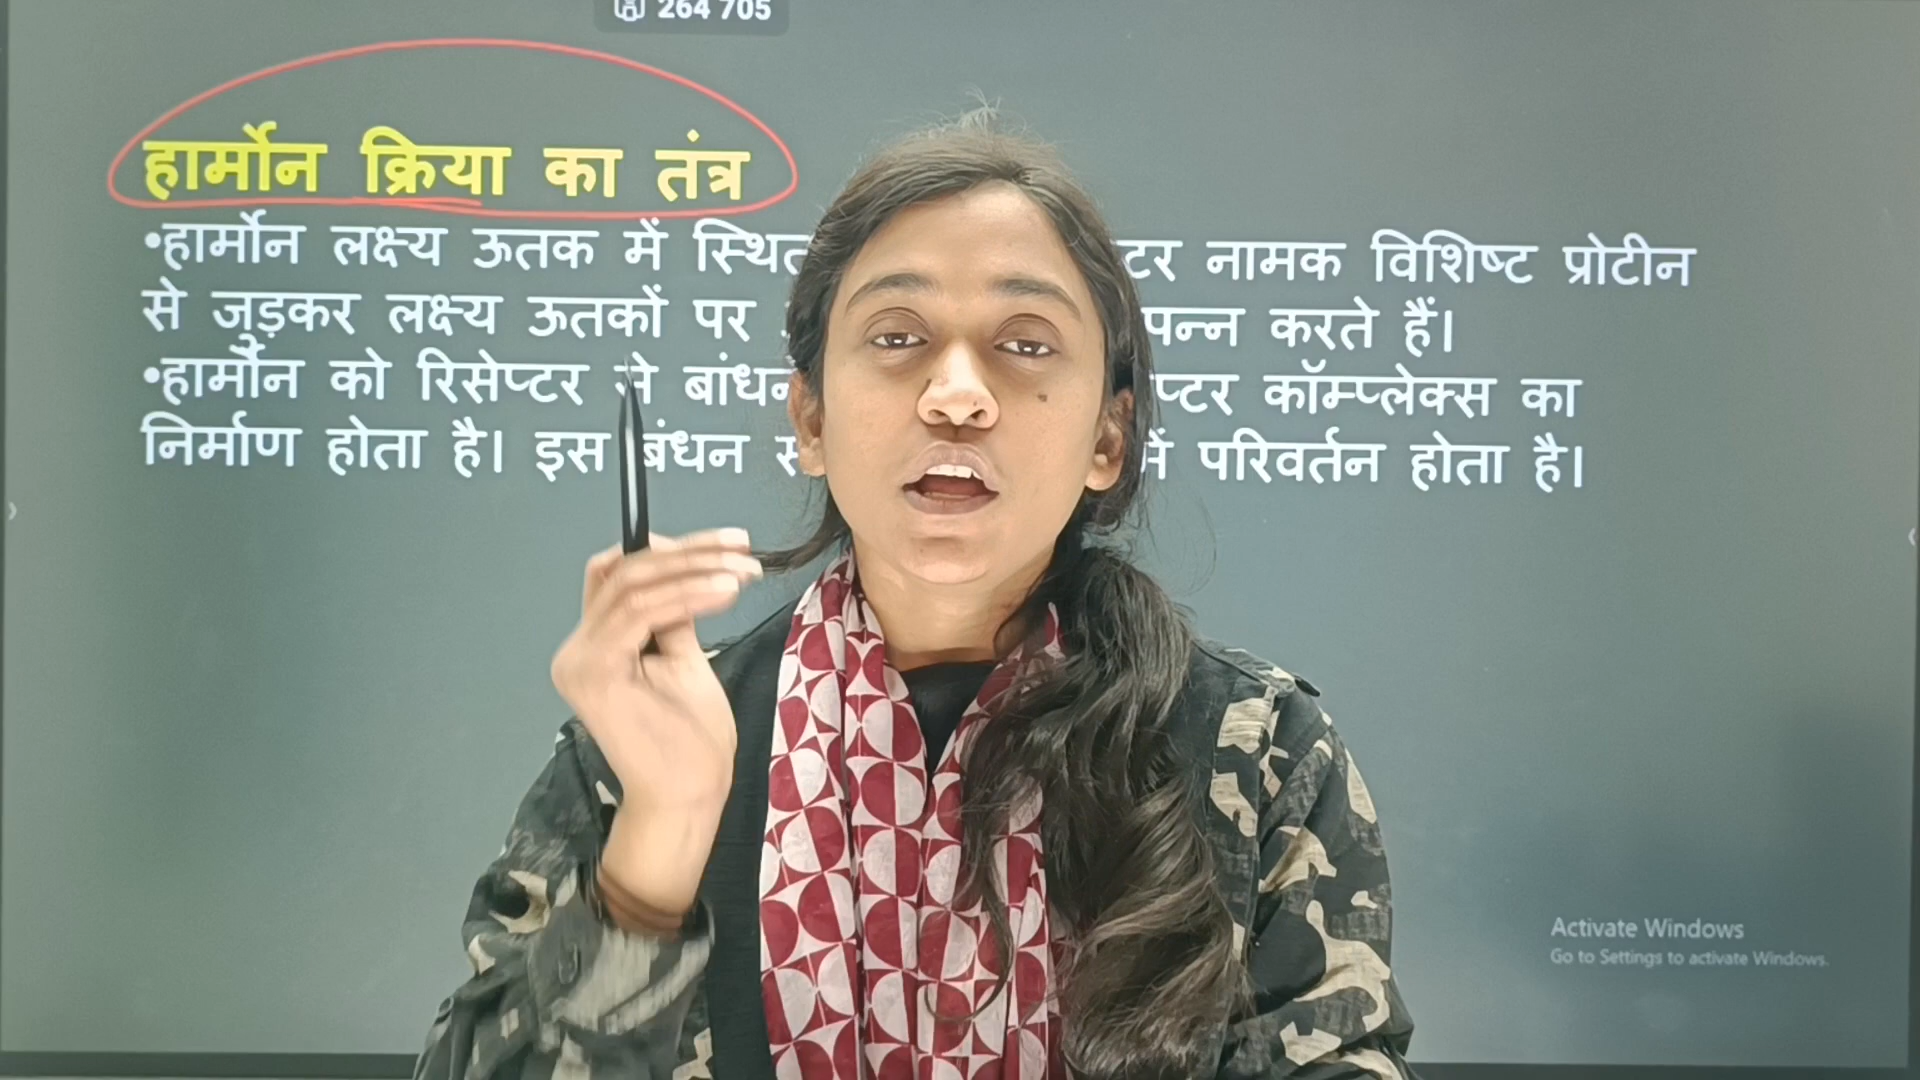 264 705
हार्मोन क्रिया का तंत्र
•हार्मोन लक्ष्य ऊतक में स्थित टर नामक विशिष्ट प्रोटीन
से जुड़कर लक्ष्य ऊतकों पर पन्न करते हैं।
•हार्मोन को रिसेप्टर से बांधन प्टर कॉम्प्लेक्स का
निर्माण होता है। इस बंधन में परिवर्तन होता है।
Activate Windows
Go to Settings to activate Windows.